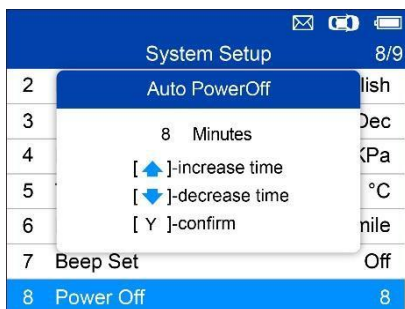 System Setup 8/9
Auto PowerOff
2 lish
3 Dec
8 Minutes
4 KPa
[ ]-increase time
5 °C
[ ]-decrease time
6 mile
[ Y ]-confirm
7 Beep Set Off
8 Power Off 8